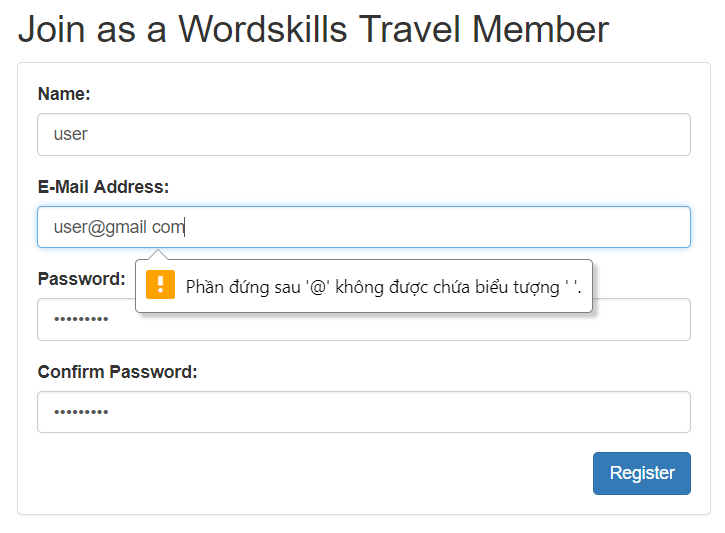 Join as a Wordskills Travel Member
Name:
user
E-Mail Address:
user@gmail com
Password:
Phần đứng sau '@' không được chứa biểu tượng ' '.
•••••••••
Confirm Password:
•••••••••
Register